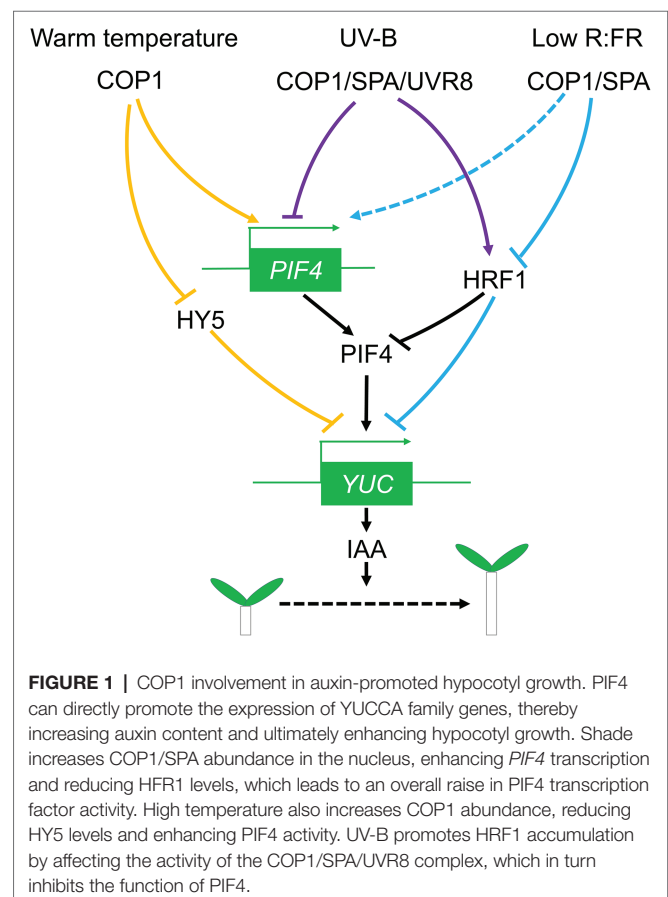 Warm temperature UV-B Low R:FR
COP1 COP1/SPA/UVR8 COP1/SPA
PIF4 HRF1
HY5
PIF4
YUC
IAA
FIGURE 1 | COP1 involvement in auxin-promoted hypocotyl growth. PIF4
can directly promote the expression of YUCCA family genes, thereby
increasing auxin content and ultimately enhancing hypocotyl growth. Shade
increases COP1/SPA abundance in the nucleus, enhancing PIF4 transcription
and reducing HFR1 levels, which leads to an overall raise in PIF4 transcription
factor activity. High temperature also increases COP1 abundance, reducing
HY5 levels and enhancing PIF4 activity. UV-B promotes HRF1 accumulation
by affecting the activity of the COP1/SPA/UVR8 complex, which in turn
inhibits the function of PIF4.